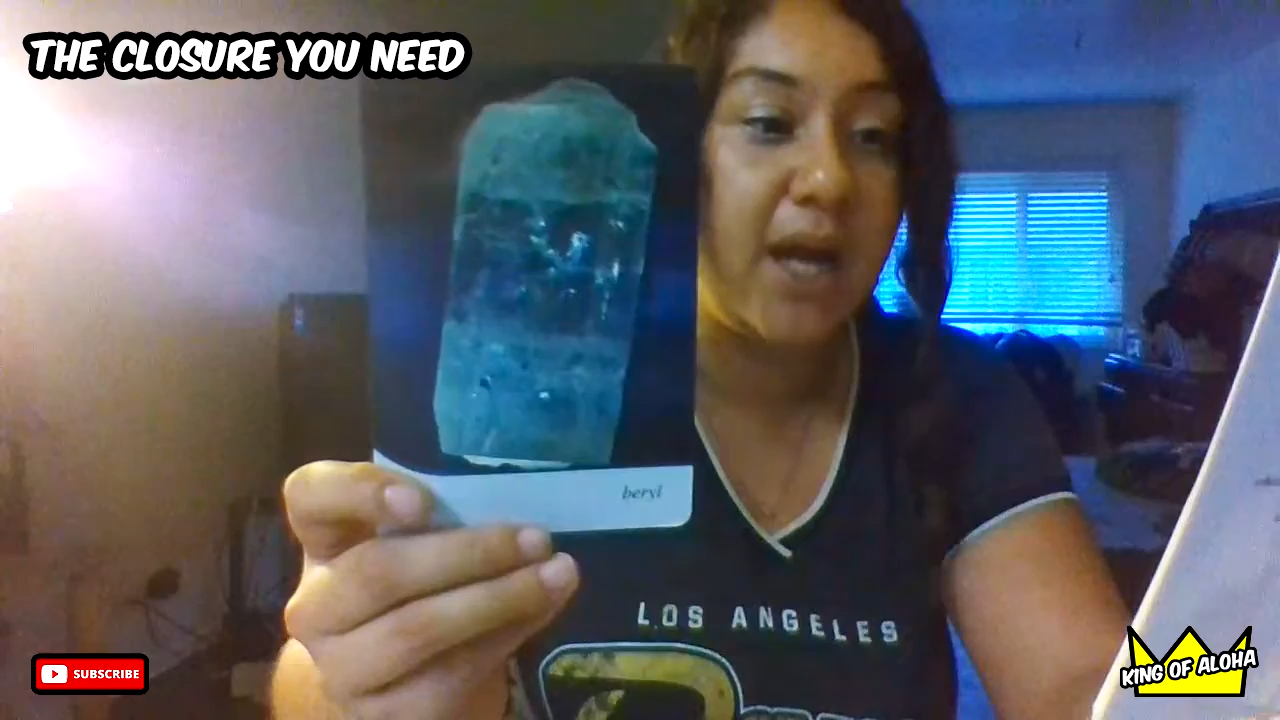 THE CLOSURE YOU NEED
beryl
LOS ANGELES
SUBSCRIBE
KING OF ALOHA